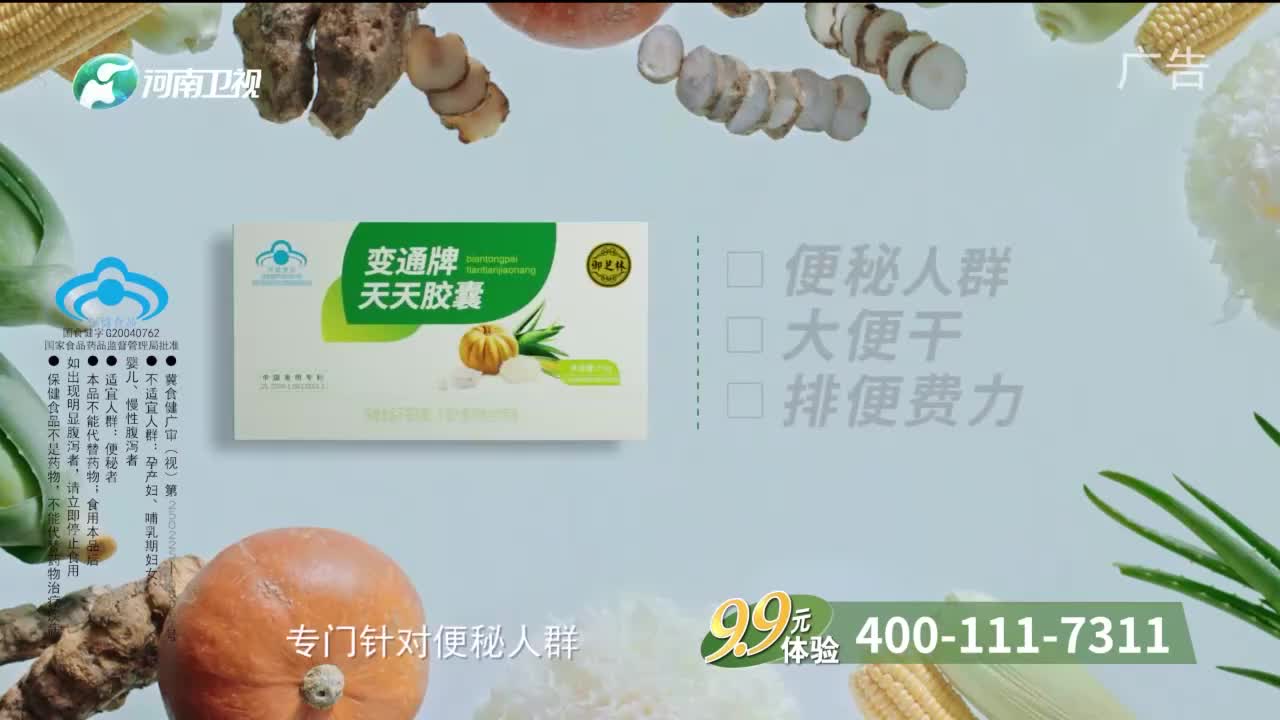 河南卫视
广告
变通牌
天天胶囊
biantongpai
tiantianjiaonang
御芝林
中国发明专利
便秘人群
大便干
排便费力
国食健字G20040762
国家食品药品监督管理局批准
●冀食健广审（视）第
●不适宜人群：孕产妇、哺乳期妇女、
婴儿、慢性腹泻者
●适宜人群：便秘者
●本品不能代替药物；食用本品后
如出现明显腹泻者，请立即停止食用
●保健食品不是药物，不能代替药物治疗疾病
专门针对便秘人群
9.9元
体验
400-111-7311